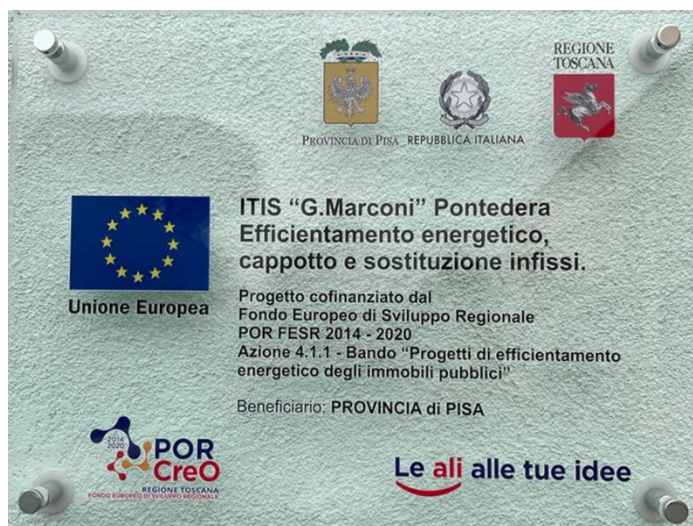 REGIONE
TOSCANA
PROVINCIA DI PISA
REPUBBLICA ITALIANA
ITIS “G.Marconi” Pontedera
Efficientamento energetico,
cappotto e sostituzione infissi.
Unione Europea
Progetto cofinanziato dal
Fondo Europeo di Sviluppo Regionale
POR FESR 2014 - 2020
Azione 4.1.1 - Bando “Progetti di efficientamento
energetico degli immobili pubblici”
Beneficiario: PROVINCIA di PISA
2014
2020
POR
CreO
REGIONE TOSCANA
FONDO EUROPEO DI SVILUPPO REGIONALE
Le ali alle tue idee